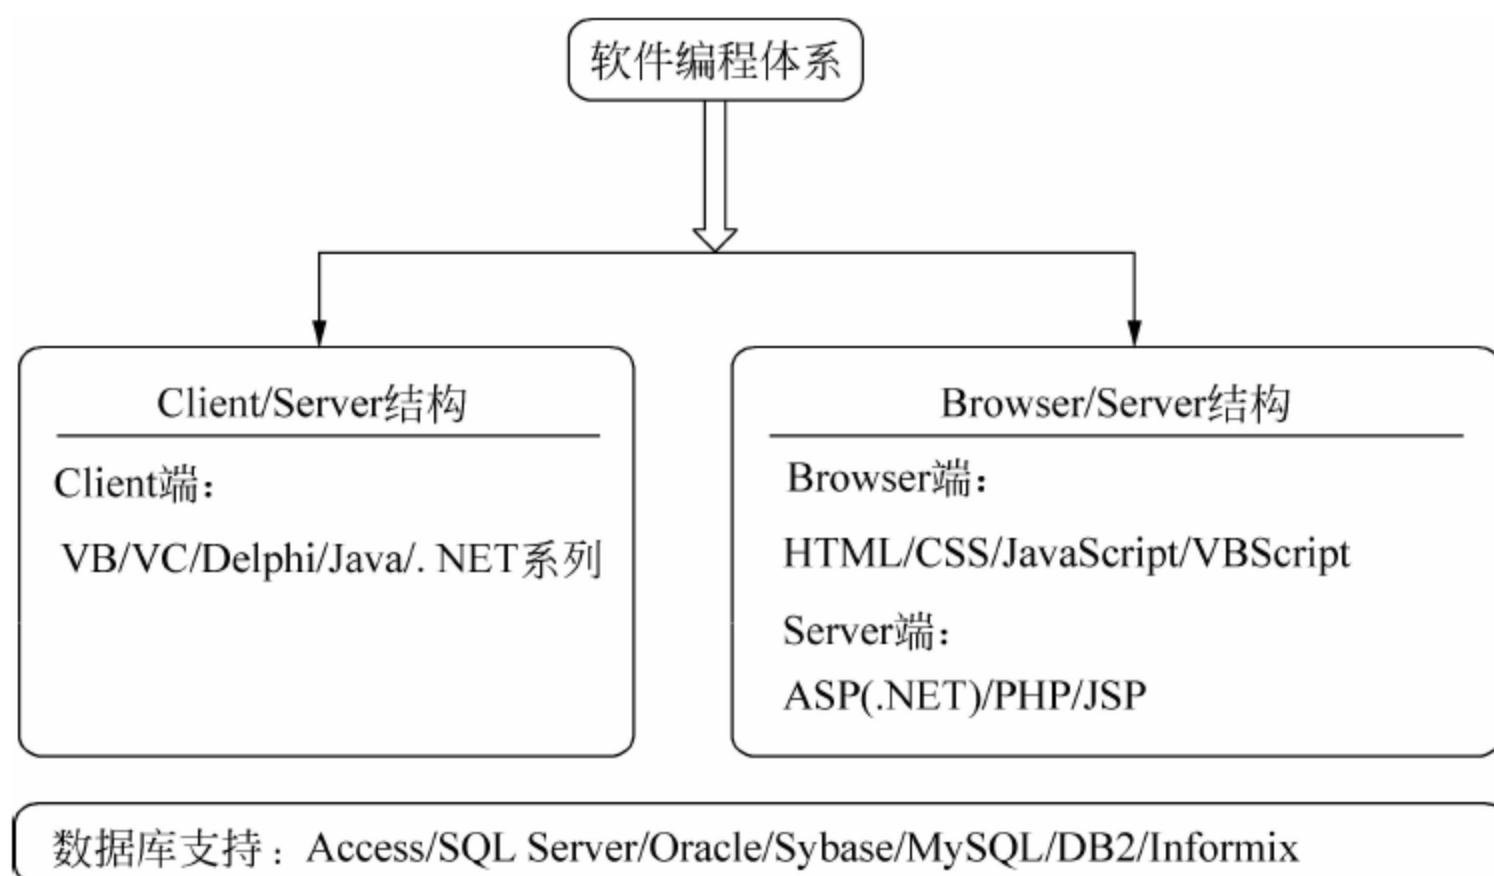 软件编程体系
Client/Server结构
Client端：
VB/VC/Delphi/Java/. NET系列
Browser/Server结构
Browser端：
HTML/CSS/JavaScript/VBScript
Server端：
ASP(.NET)/PHP/JSP
数据库支持：Access/SQL Server/Oracle/Sybase/MySQL/DB2/Informix